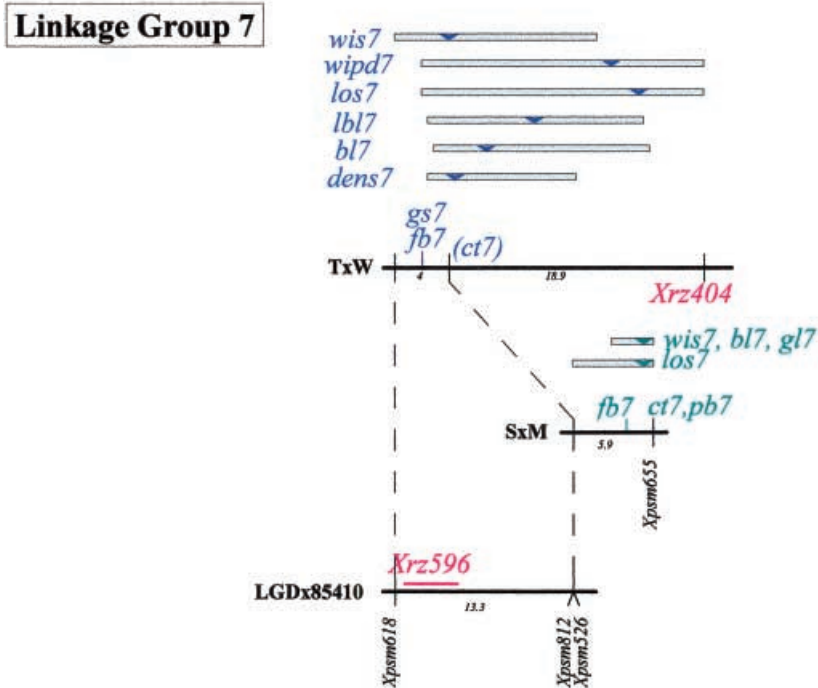 Linkage Group 7
wis7
wipd7
los7
lbl7
bl7
dens7
gs7
fb7 (ct7)
TxW
4 18.9
Xrz404
wis7, bl7, gl7
los7
fb7 ct7,pb7
SxM
5.9
Xpsm655
Xrz596
LGDx85410
13.3
Xpsm618
Xpsm812
Xpsm526